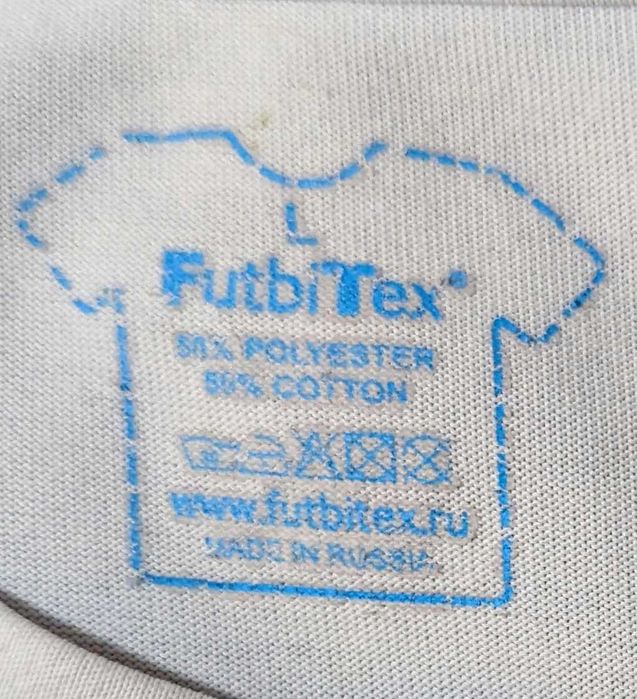 L
FutbiTex®
50% POLYESTER
50% COTTON
www.futbitex.ru
MADE IN RUSSIA